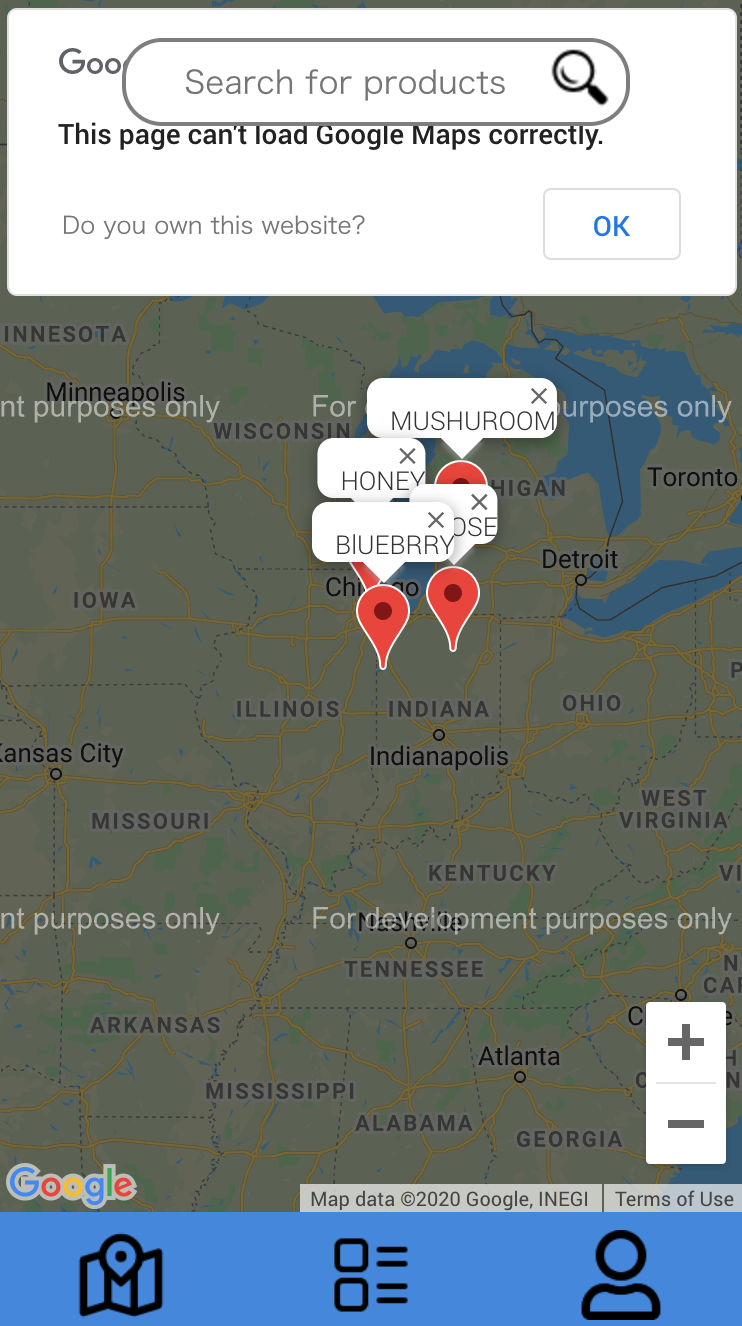 Goo
Search for products
This page can't load Google Maps correctly.
Do you own this website?
OK
INNESOTA
Minneapolis
nt purposes only
For
urposes only
MUSHUROOM
WISCONSIN
HONEY
HIGAN
Toronto
OSE
BlUEBRRY
Detroit
Chi
go
IOWA
ILLINOIS
INDIANA
OHIO
Kansas City
Indianapolis
MISSOURI
WEST
VIRGINIA
KENTUCKY
VI
nt purposes only
For development purposes only
Nashville
TENNESSEE
N
CAR
ARKANSAS
C
e
Atlanta
MISSISSIPPI
ALABAMA
GEORGIA
Google
Map data ©2020 Google, INEGI
Terms of Use